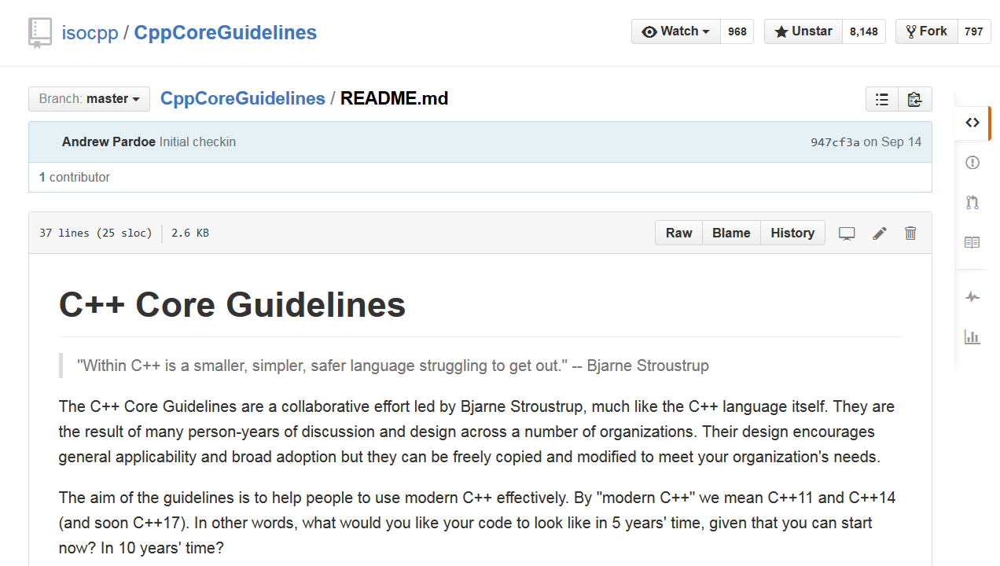 isocpp / CppCoreGuidelines
Watch 968 Unstar 8,148 Fork 797
Branch: master CppCoreGuidelines / README.md
Andrew Pardoe Initial checkin 947cf3a on Sep 14
1 contributor
37 lines (25 sloc) 2.6 KB Raw Blame History
C++ Core Guidelines
"Within C++ is a smaller, simpler, safer language struggling to get out." -- Bjarne Stroustrup
The C++ Core Guidelines are a collaborative effort led by Bjarne Stroustrup, much like the C++ language itself. They are
the result of many person-years of discussion and design across a number of organizations. Their design encourages
general applicability and broad adoption but they can be freely copied and modified to meet your organization's needs.
The aim of the guidelines is to help people to use modern C++ effectively. By "modern C++" we mean C++11 and C++14
(and soon C++17). In other words, what would you like your code to look like in 5 years' time, given that you can start
now? In 10 years' time?